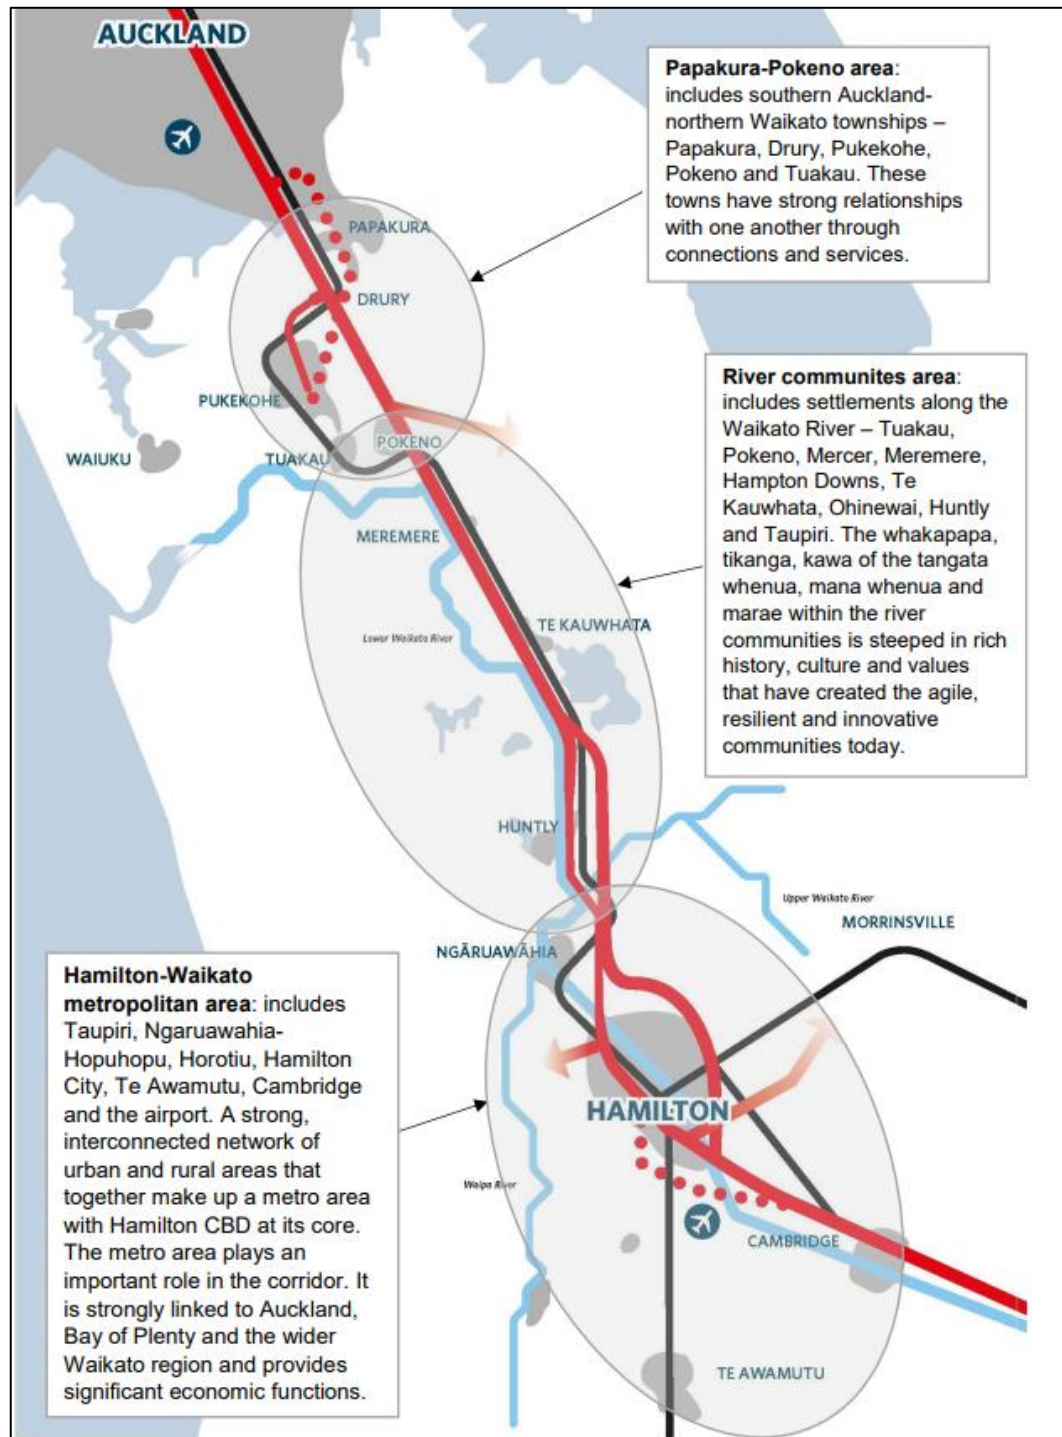 AUCKLAND
Papakura-Pokeno area:
includes southern Auckland-
northern Waikato townships –
Papakura, Drury, Pukekohe,
Pokeno and Tuakau. These
towns have strong relationships
with one another through
connections and services.
PAPAKURA
DRURY
PUKEKOHE
POKENO
WAIUKU
TUAKAU
River communites area:
includes settlements along the
Waikato River – Tuakau,
Pokeno, Mercer, Meremere,
Hampton Downs, Te
Kauwhata, Ohinewai, Huntly
and Taupiri. The whakapapa,
tikanga, kawa of the tangata
whenua, mana whenua and
marae within the river
communities is steeped in rich
history, culture and values
that have created the agile,
resilient and innovative
communities today.
MEREMERE
Lower Waikato River
TE KAUWHATA
HUNTLY
Upper Waikato River
MORRINSVILLE
NGĀRUAWĀHIA
Hamilton-Waikato
metropolitan area: includes
Taupiri, Ngaruawahia-
Hopuhopu, Horotiu, Hamilton
City, Te Awamutu, Cambridge
and the airport. A strong,
interconnected network of
urban and rural areas that
together make up a metro area
with Hamilton CBD at its core.
The metro area plays an
important role in the corridor. It
is strongly linked to Auckland,
Bay of Plenty and the wider
Waikato region and provides
significant economic functions.
HAMILTON
Waipa River
CAMBRIDGE
TE AWAMUTU